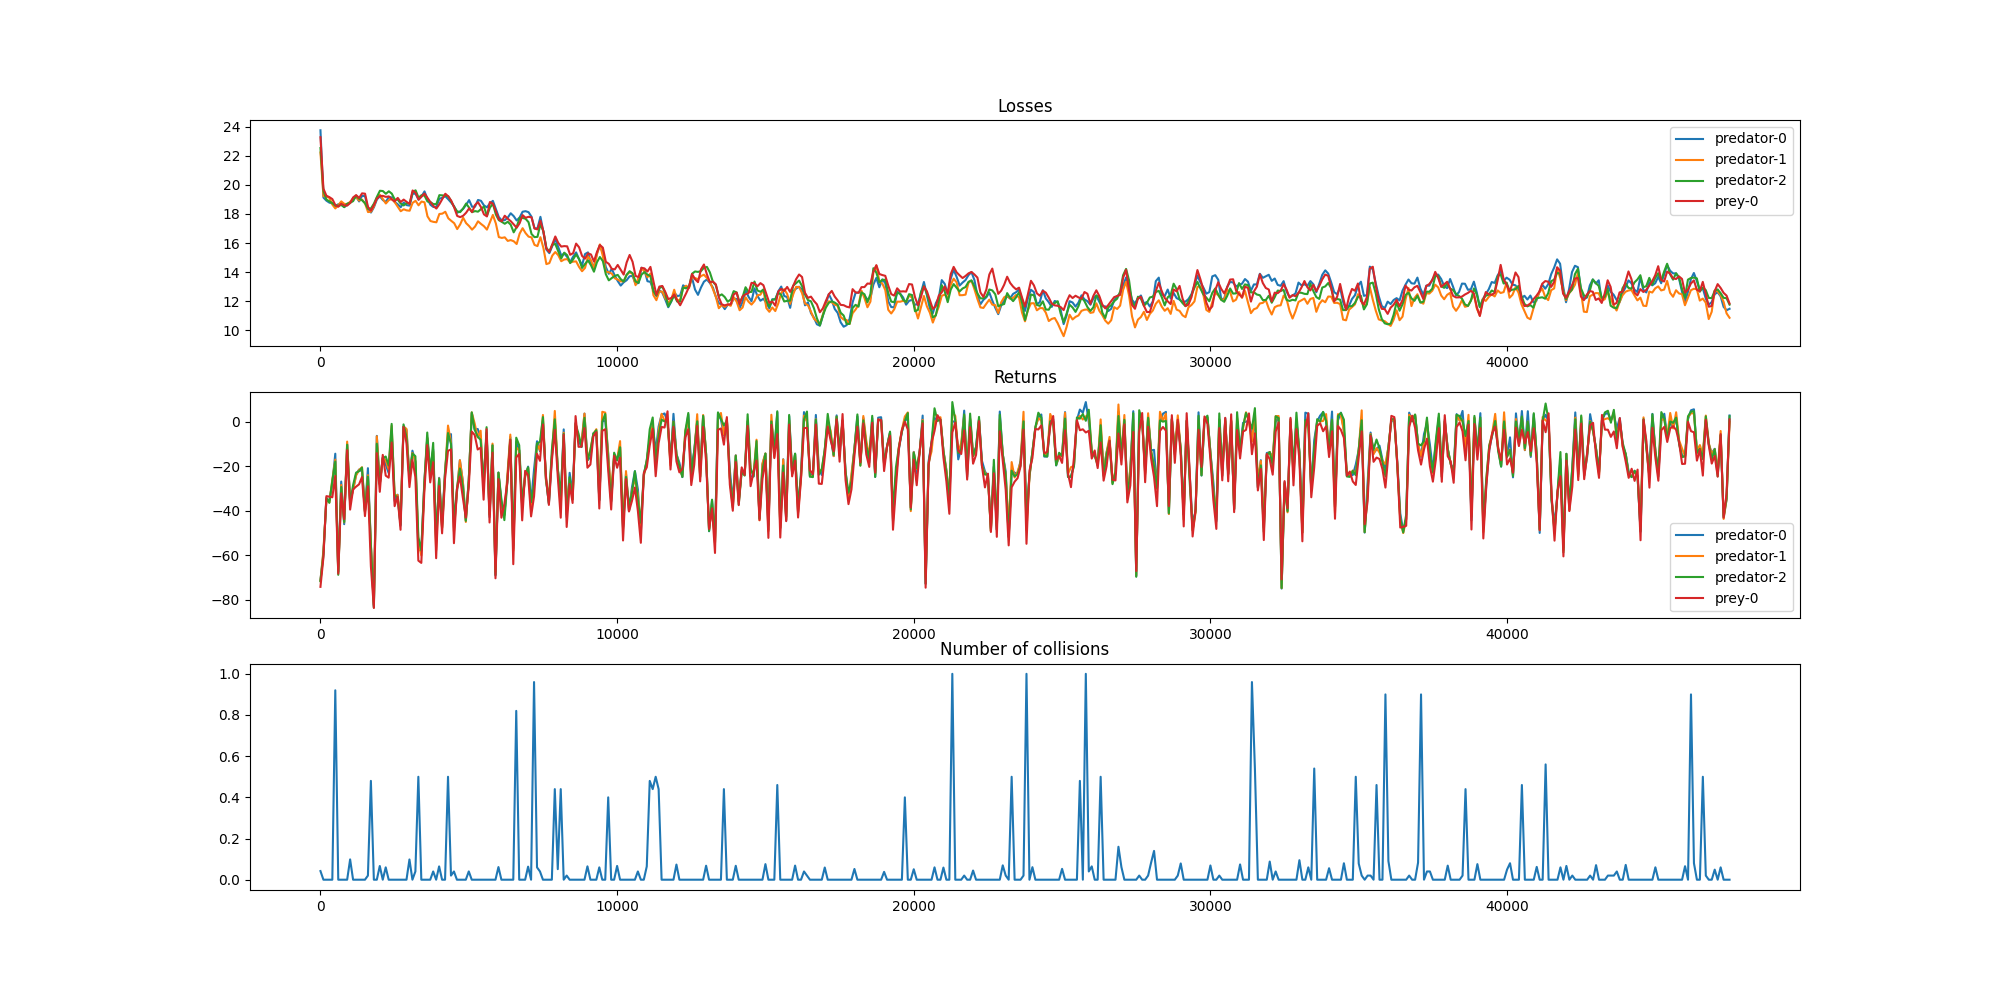 Losses
24
22
20
18
16
14
12
10
predator-0
predator-1
predator-2
prey-0
0 10000 20000 30000 40000
Returns
0
−20
−40
−60
−80
predator-0
predator-1
predator-2
prey-0
0 10000 20000 30000 40000
Number of collisions
1.0
0.8
0.6
0.4
0.2
0.0
0 10000 20000 30000 40000